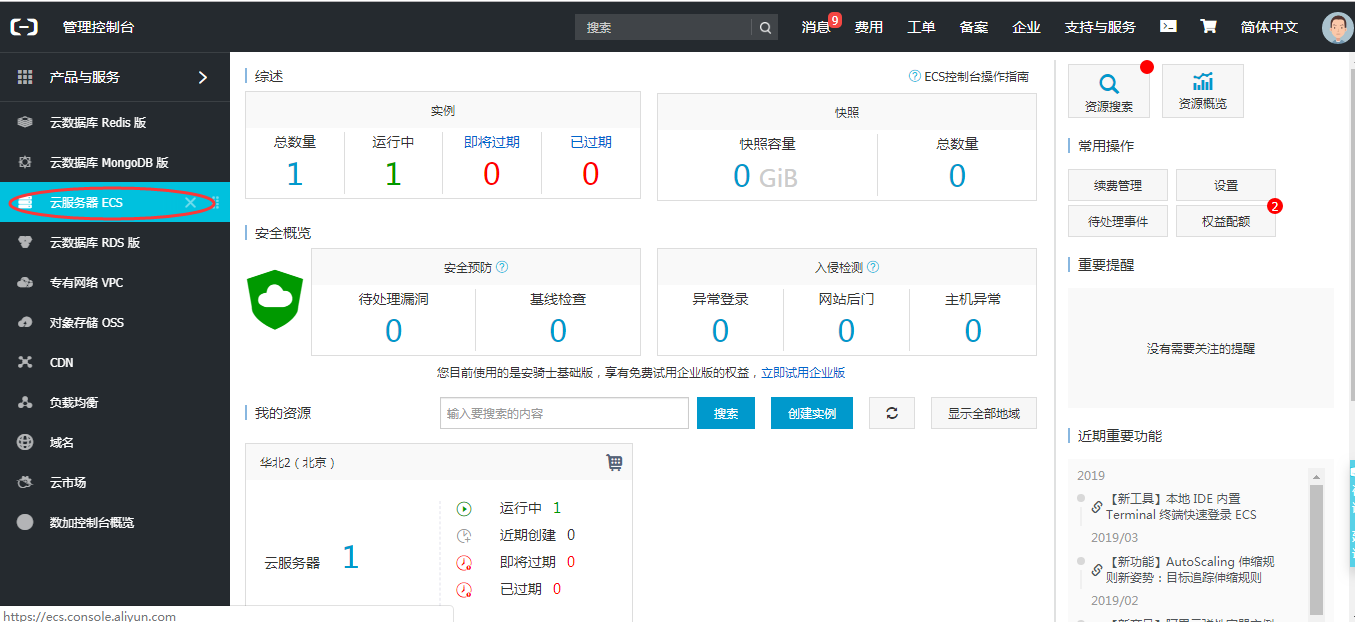 管理控制台
搜索
消息 9
费用
工单
备案
企业
支持与服务
简体中文
产品与服务
云数据库 Redis 版
云数据库 MongoDB 版
云服务器 ECS
云数据库 RDS 版
专有网络 VPC
对象存储 OSS
CDN
负载均衡
域名
云市场
数加控制台概览
https://ecs.console.aliyun.com
综述
ECS控制台操作指南
实例
总数量 运行中 即将过期 已过期
1 1 0 0
快照
快照容量 总数量
0 GiB 0
安全概览
安全预防
待处理漏洞 基线检查
0 0
入侵检测
异常登录 网站后门 主机异常
0 0 0
您目前使用的是安骑士基础版，享有免费试用企业版的权益，立即试用企业版
我的资源
输入要搜索的内容
搜索
创建实例
显示全部地域
华北2（北京）
云服务器 1
运行中 1
近期创建 0
即将过期 0
已过期 0
资源搜索
资源概览
常用操作
续费管理
设置
待处理事件
权益配额 2
重要提醒
没有需要关注的提醒
近期重要功能
2019
【新工具】本地 IDE 内置
Terminal 终端快速登录 ECS
2019/03
【新功能】AutoScaling 伸缩规
则新姿势：目标追踪伸缩规则
2019/02